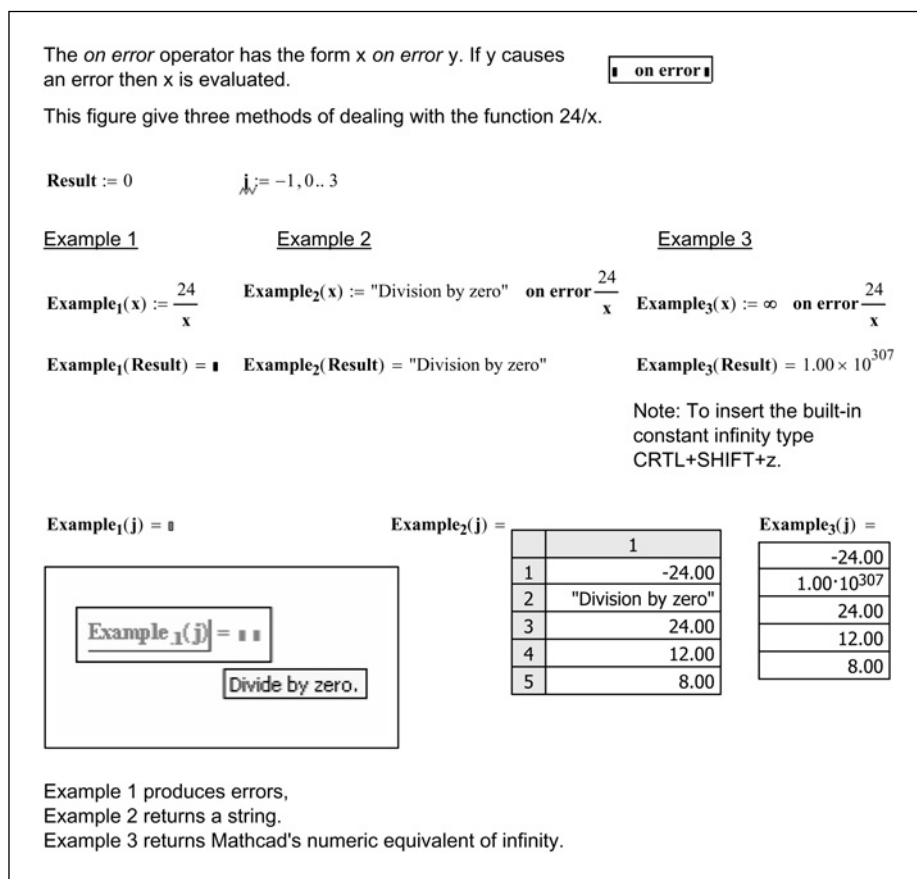 The on error operator has the form x on error y. If y causes
an error then x is evaluated.
on error
This figure give three methods of dealing with the function 24/x.
Result := 0
j := −1, 0 .. 3
Example 1
Example 2
Example 3
Example₁(x) := 24/x
Example₂(x) := "Division by zero" on error 24/x
Example₃(x) := ∞ on error 24/x
Example₁(Result) = ▮
Example₂(Result) = "Division by zero"
Example₃(Result) = 1.00 × 10³⁰⁷
Note: To insert the built-in
constant infinity type
CRTL+SHIFT+z.
Example₁(j) = ▯
Example₁(j) = ▮ ▮
Divide by zero.
Example₂(j) =
1
1 -24.00
2 "Division by zero"
3 24.00
4 12.00
5 8.00
Example₃(j) =
-24.00
1.00·10³⁰⁷
24.00
12.00
8.00
Example 1 produces errors,
Example 2 returns a string.
Example 3 returns Mathcad's numeric equivalent of infinity.